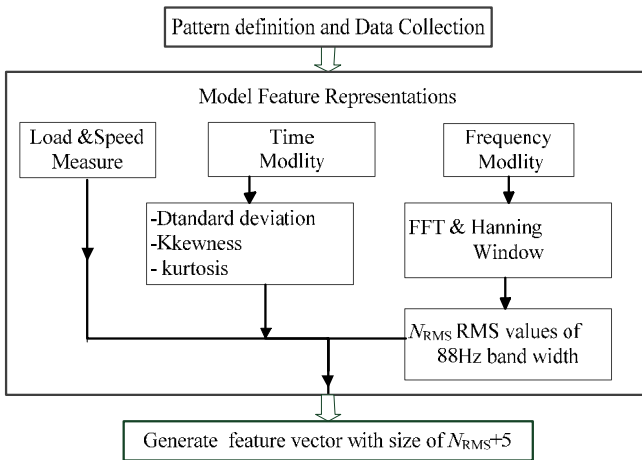 Pattern definition and Data Collection
Model Feature Representations
Load &Speed
Measure
Time
Modlity
Frequency
Modlity
-Dtandard deviation
-Kkewness
- kurtosis
FFT & Hanning
Window
NRMS RMS values of
88Hz band width
Generate feature vector with size of NRMS+5